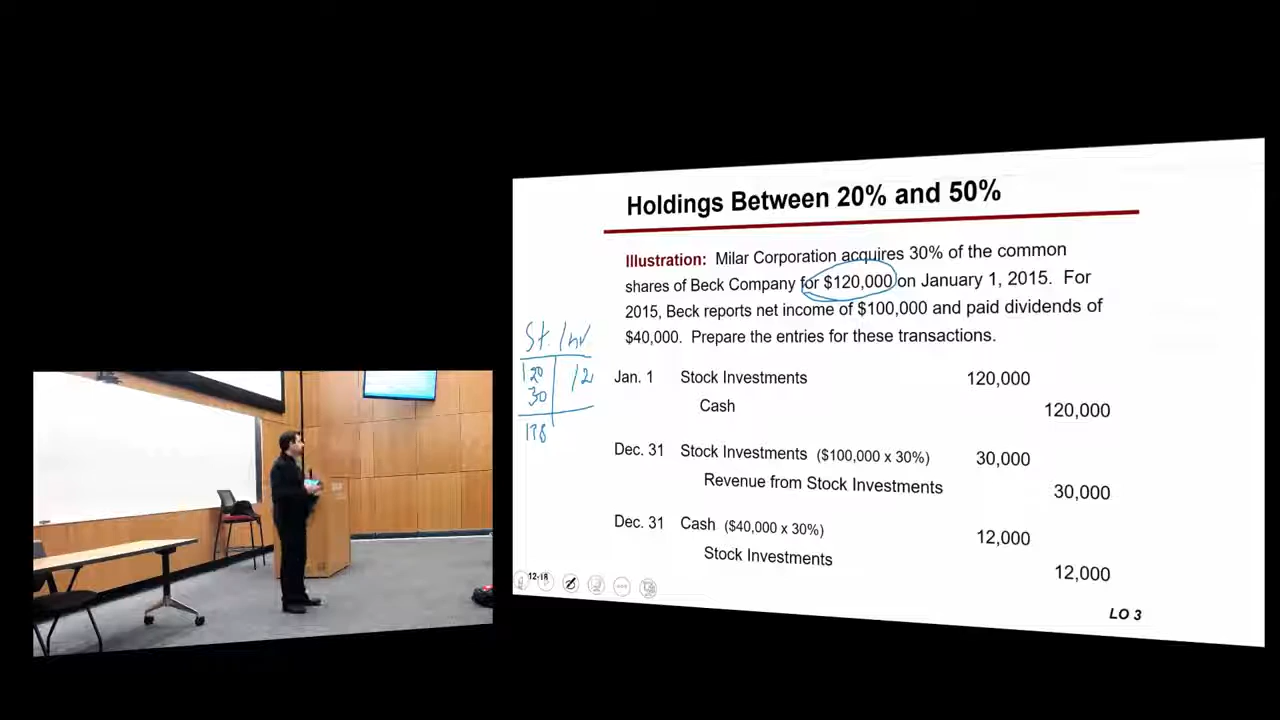 Holdings Between 20% and 50%
Illustration: Milar Corporation acquires 30% of the common
shares of Beck Company for $120,000 on January 1, 2015. For
2015, Beck reports net income of $100,000 and paid dividends of
$40,000. Prepare the entries for these transactions.
St. Inv.
120 12
30
138
Jan. 1 Stock Investments 120,000
Cash 120,000
Dec. 31 Stock Investments ($100,000 x 30%) 30,000
Revenue from Stock Investments 30,000
Dec. 31 Cash ($40,000 x 30%) 12,000
Stock Investments 12,000
12-18
LO 3